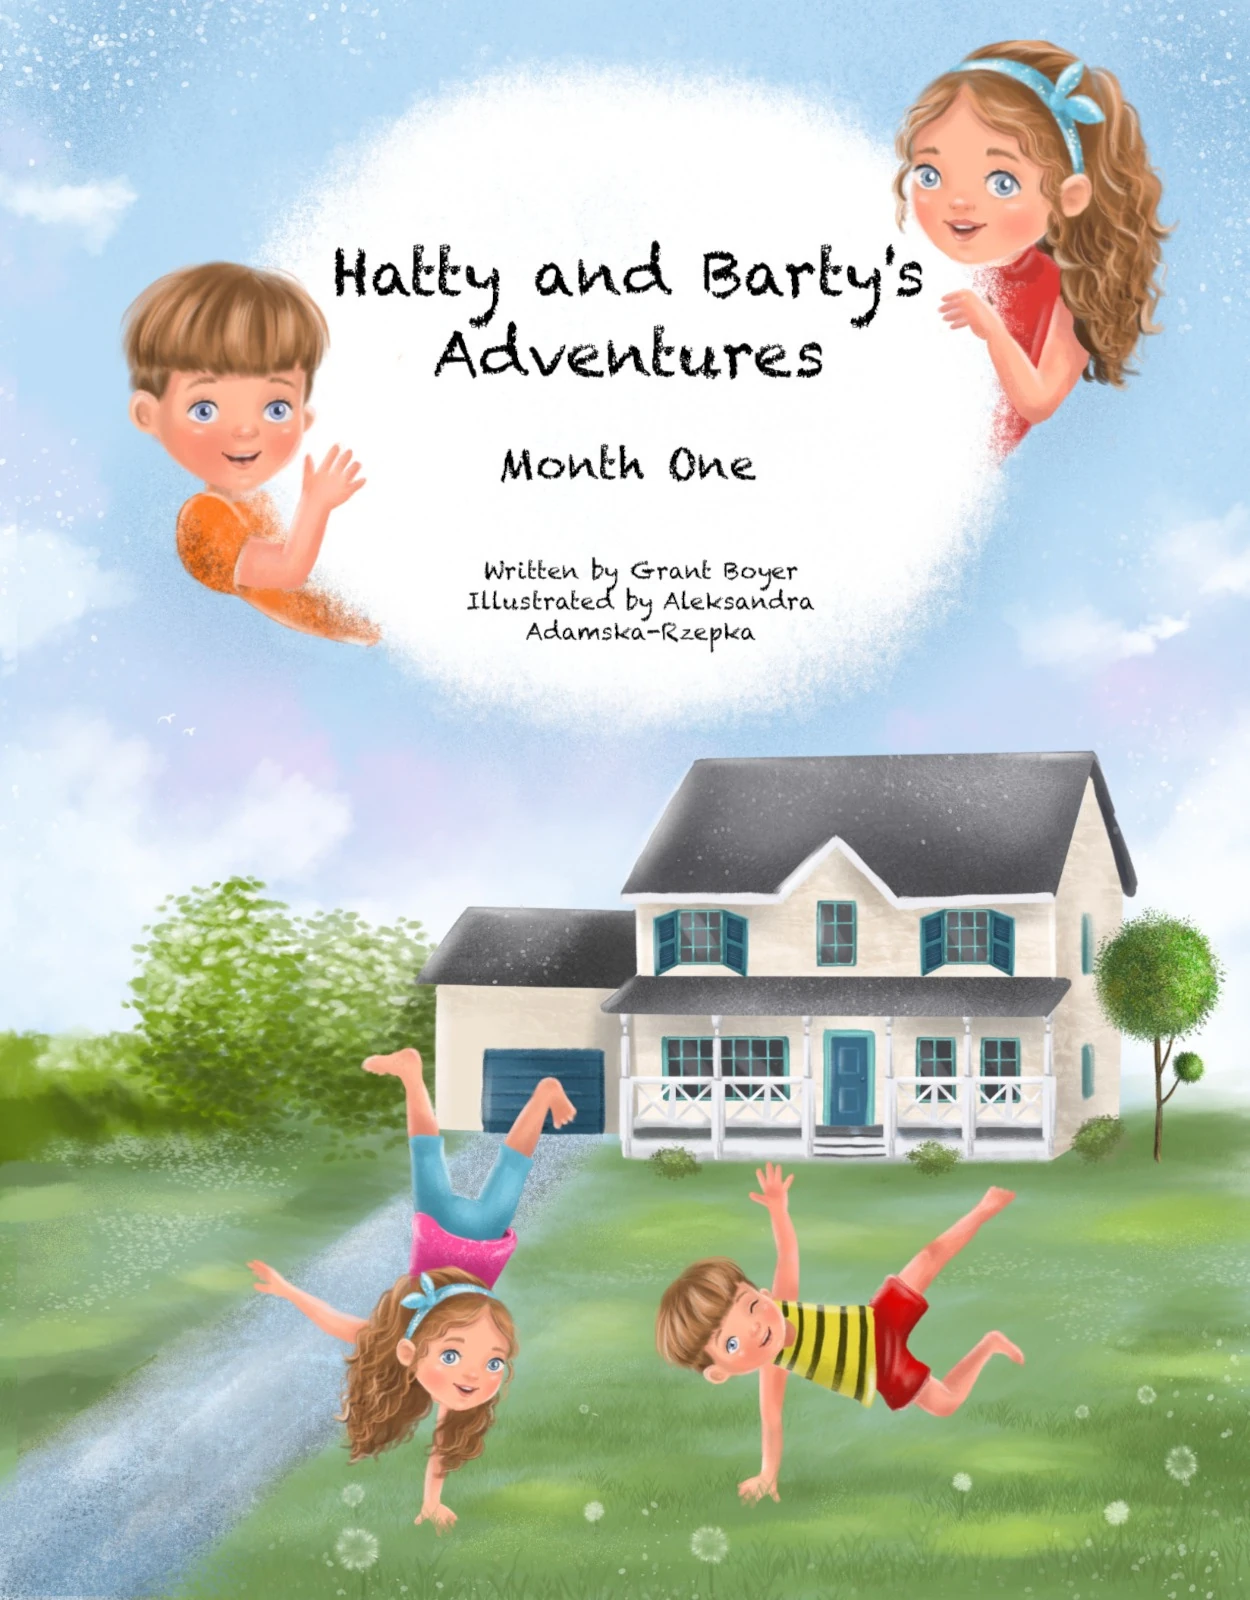 Hatty and Barty's
Adventures
Month One
Written by Grant Boyer
Illustrated by Aleksandra
Adamska-Rzepka